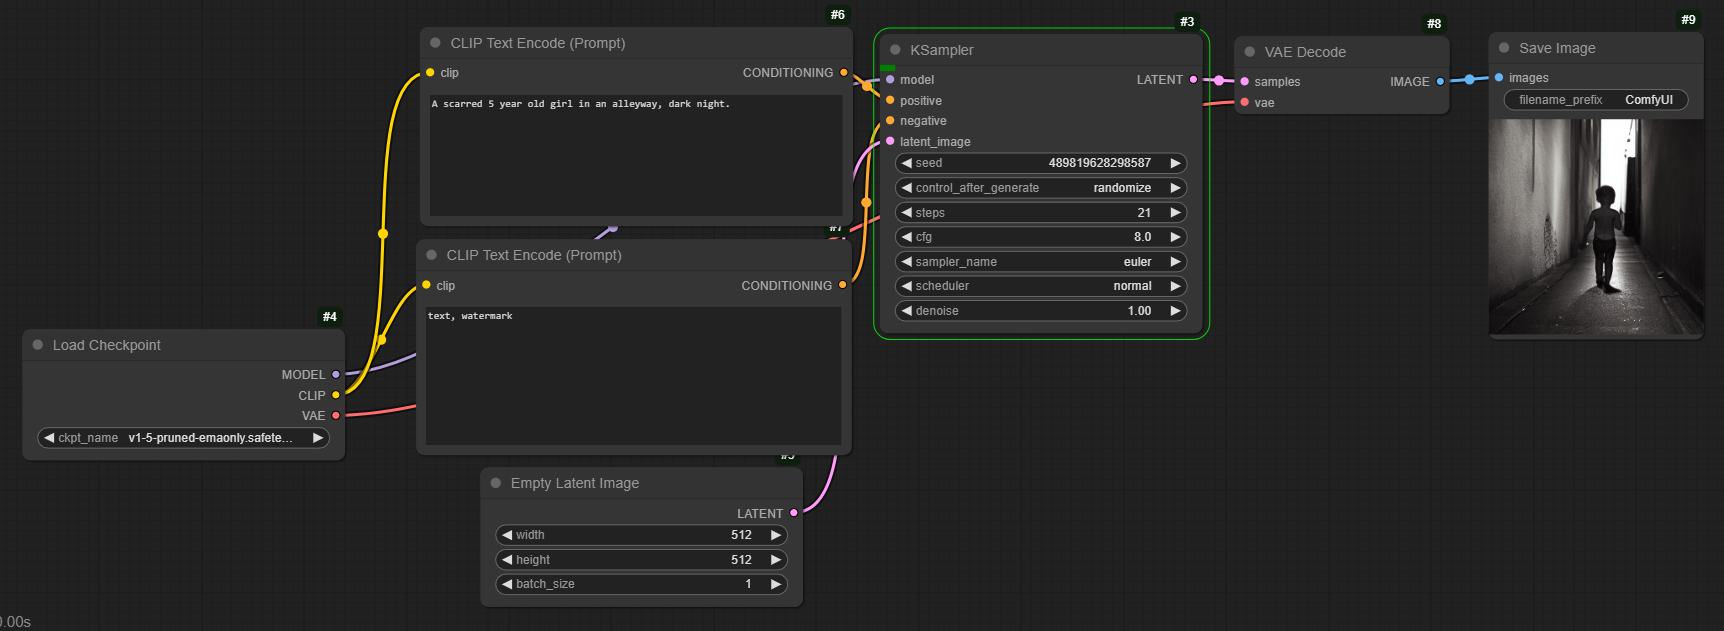 #6
CLIP Text Encode (Prompt)
clip
CONDITIONING
A scarred 5 year old girl in an alleyway, dark night.
#7
CLIP Text Encode (Prompt)
clip
CONDITIONING
text, watermark
#4
Load Checkpoint
MODEL
CLIP
VAE
ckpt_name v1-5-pruned-emaonly.safete...
#5
Empty Latent Image
LATENT
width 512
height 512
batch_size 1
#3
KSampler
model
LATENT
positive
negative
latent_image
seed 489819628298587
control_after_generate randomize
steps 21
cfg 8.0
sampler_name euler
scheduler normal
denoise 1.00
#8
VAE Decode
samples
IMAGE
vae
#9
Save Image
images
filename_prefix ComfyUI
0.00s